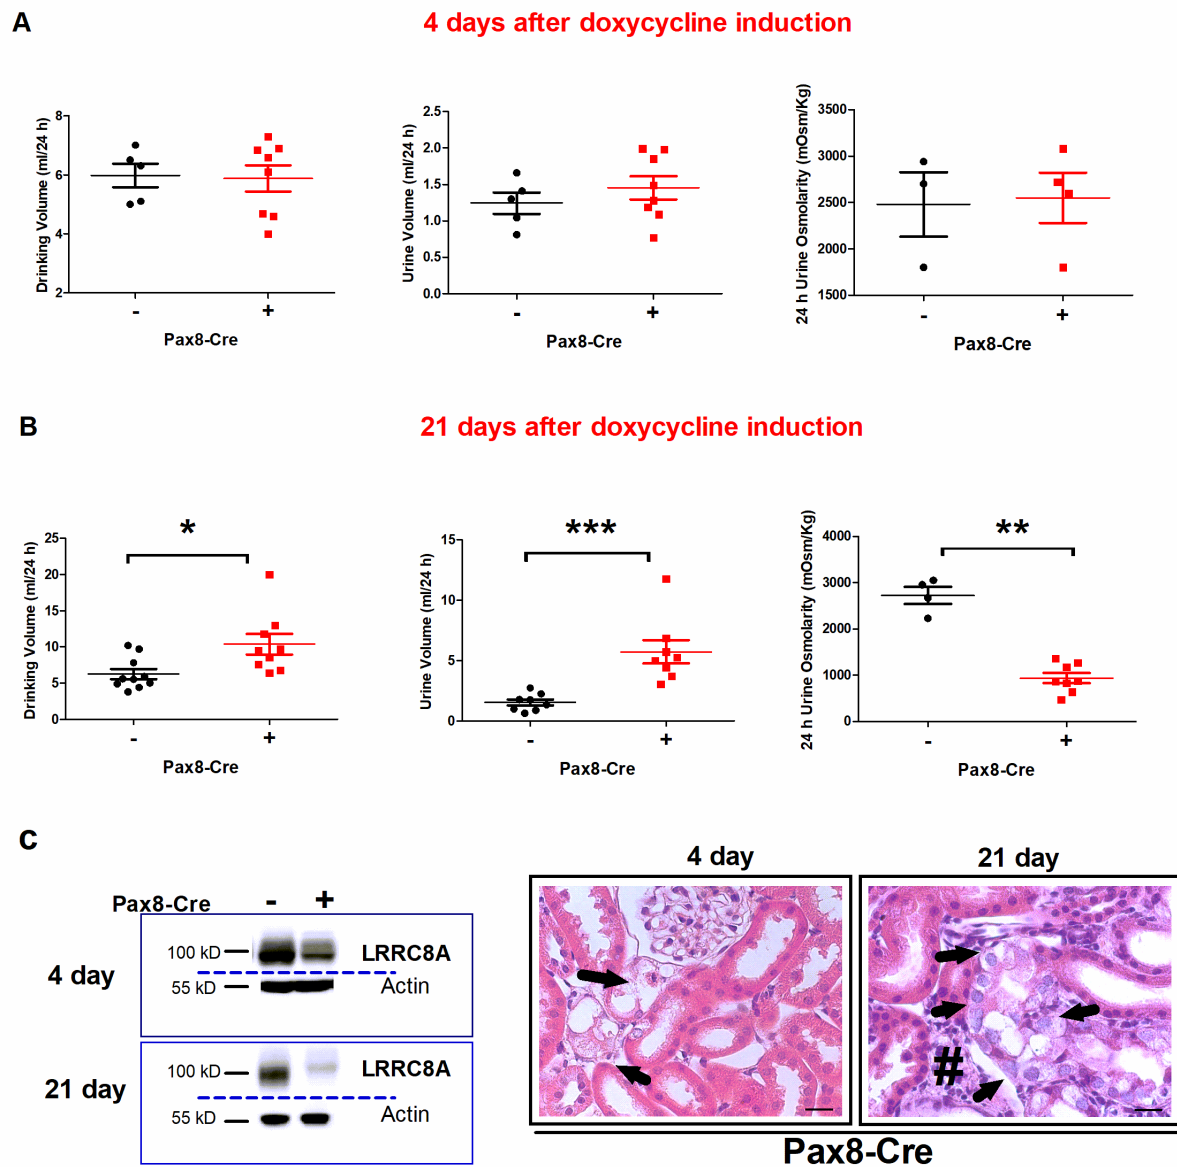 A
4 days after doxycycline induction
Drinking Volume (ml/24 h)
8
6
4
2
- +
Pax8-Cre
Urine Volume (ml/24 h)
2.5
2.0
1.5
1.0
0.5
0.0
- +
Pax8-Cre
24 h Urine Osmolarity (mOsm/Kg)
3500
3000
2500
2000
1500
- +
Pax8-Cre
B
21 days after doxycycline induction
Drinking Volume (ml/24 h)
25
20
15
10
5
0
*
- +
Pax8-Cre
Urine Volume (ml/24 h)
15
10
5
0
***
- +
Pax8-Cre
24 h Urine Osmolarity (mOsm/Kg)
4000
3000
2000
1000
0
**
- +
Pax8-Cre
c
Pax8-Cre - +
4 day
100 kD LRRC8A
55 kD Actin
21 day
100 kD LRRC8A
55 kD Actin
4 day
21 day
#
Pax8-Cre